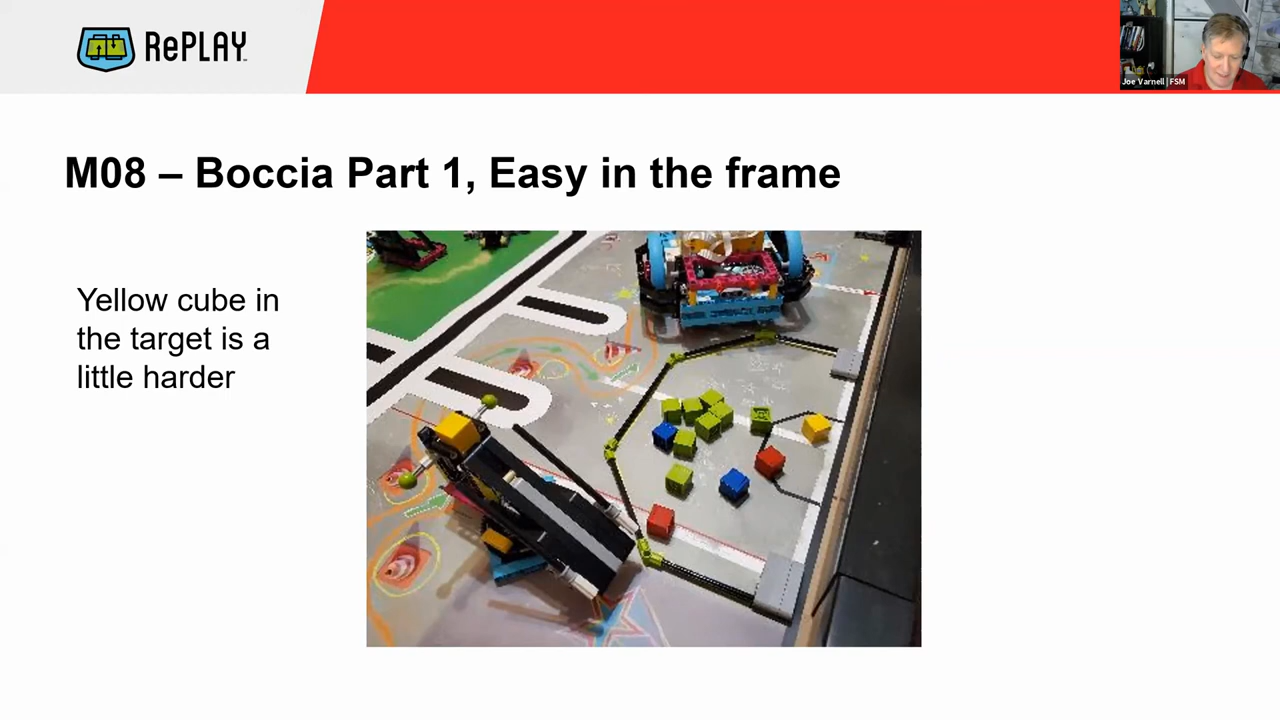 RePLAY
Joe Varnell | FSM
M08 – Boccia Part 1, Easy in the frame
Yellow cube in
the target is a
little harder